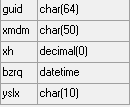 guid char(64)
xmdm char(50)
xh decimal(0)
bzrq datetime
yslx char(10)